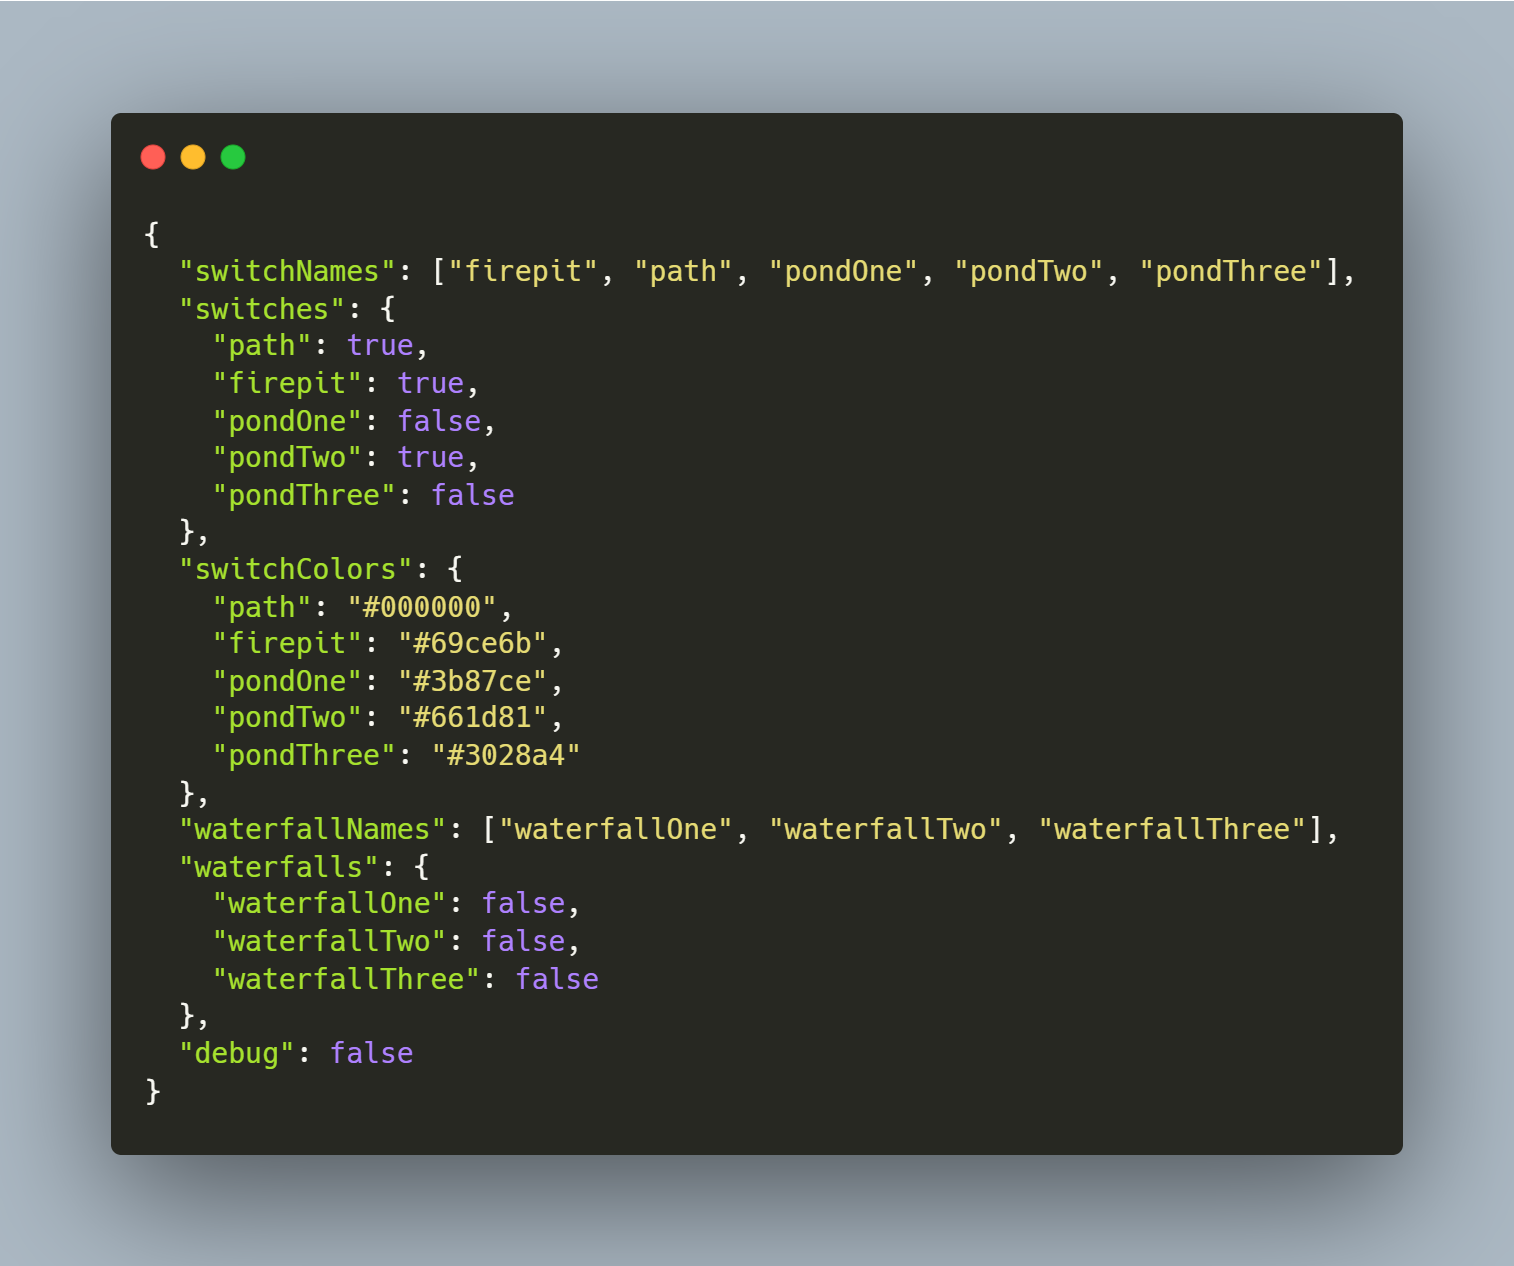 {
  "switchNames": ["firepit", "path", "pondOne", "pondTwo", "pondThree"],
  "switches": {
    "path": true,
    "firepit": true,
    "pondOne": false,
    "pondTwo": true,
    "pondThree": false
  },
  "switchColors": {
    "path": "#000000",
    "firepit": "#69ce6b",
    "pondOne": "#3b87ce",
    "pondTwo": "#661d81",
    "pondThree": "#3028a4"
  },
  "waterfallNames": ["waterfallOne", "waterfallTwo", "waterfallThree"],
  "waterfalls": {
    "waterfallOne": false,
    "waterfallTwo": false,
    "waterfallThree": false
  },
  "debug": false
}